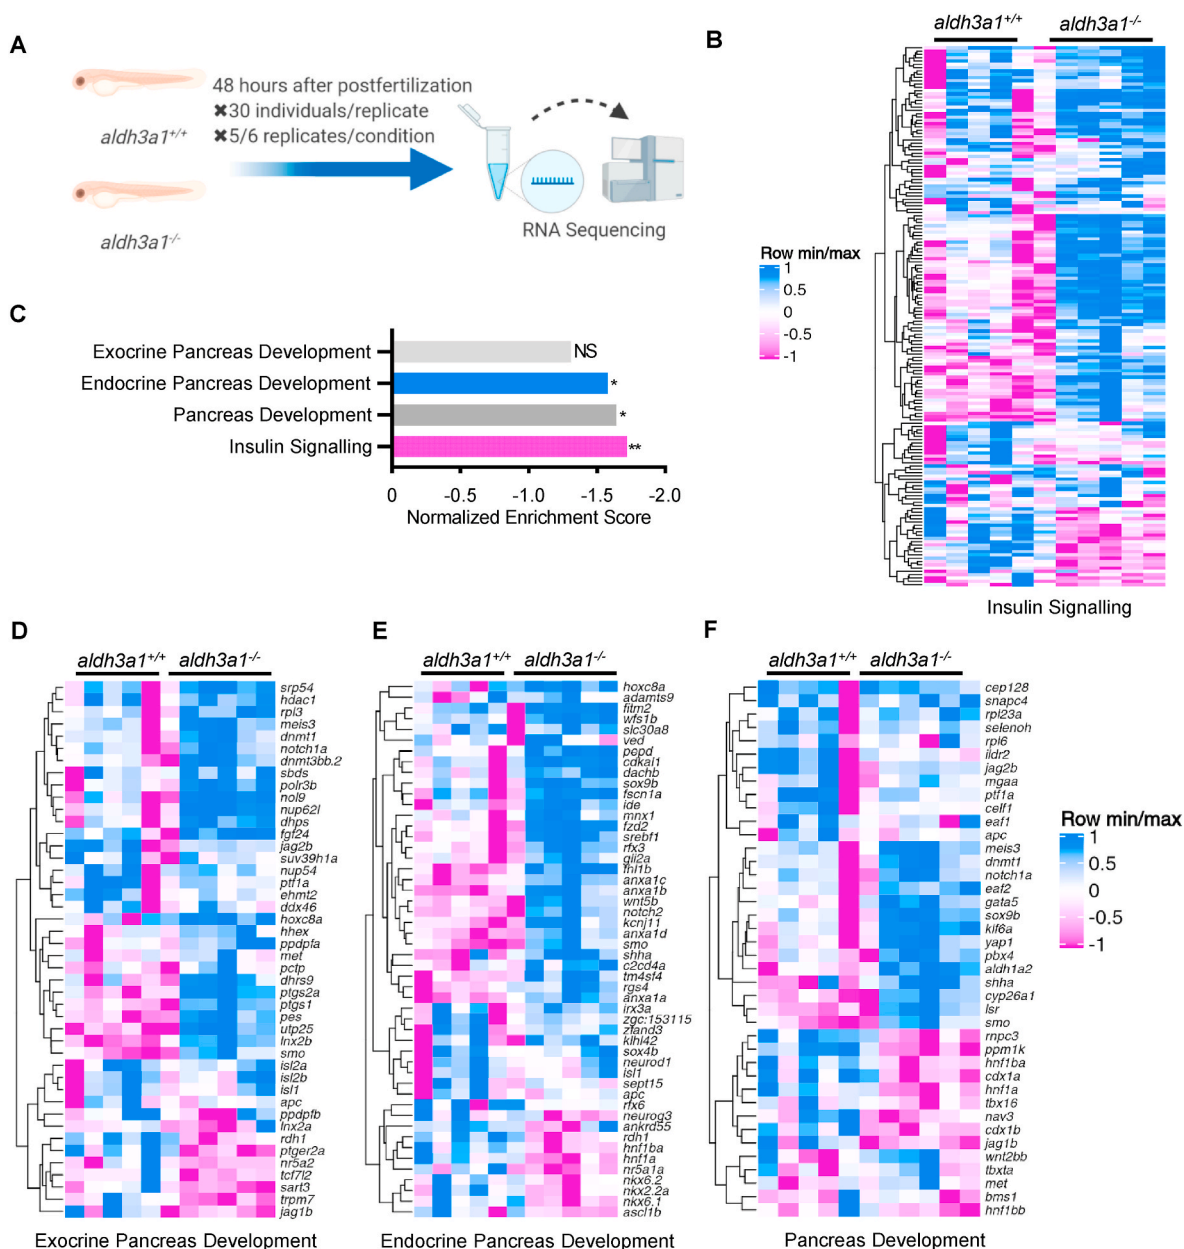 A
aldh3a1+/+
48 hours after postfertilization
✖30 individuals/replicate
✖5/6 replicates/condition
aldh3a1-/-
RNA Sequencing
B
aldh3a1+/+
aldh3a1-/-
Row min/max
1
0.5
0
-0.5
-1
Insulin Signalling
C
Exocrine Pancreas Development
NS
Endocrine Pancreas Development
*
Pancreas Development
*
Insulin Signalling
**
0
-0.5
-1.0
-1.5
-2.0
Normalized Enrichment Score
D
aldh3a1+/+
aldh3a1-/-
srp54
hdac1
rpl3
meis3
dnmt1
notch1a
dnmt3bb.2
sbds
polr3b
nol9
nup62l
dhps
fgf24
jag2b
suv39h1a
nup54
ptf1a
ehmt2
ddx46
hoxc8a
hhex
ppdpfa
met
pctp
dhrs9
ptgs2a
ptgs1
pes
utp25
lnx2b
smo
isl2a
isl2b
isl1
apc
ppdpfb
lnx2a
rdh1
ptger2a
nr5a2
tcf7l2
sart3
trpm7
jag1b
Exocrine Pancreas Development
E
aldh3a1+/+
aldh3a1-/-
hoxc8a
adamts9
fitm2
wfs1b
slc30a8
ved
pepd
cdkal1
dachb
sox9b
fscn1a
ide
mnx1
fzd2
srebf1
rfx3
gli2a
fhl1b
anxa1c
anxa1b
wnt5b
notch2
kcnj11
anxa1d
smo
shha
c2cd4a
tm4sf4
rgs4
anxa1a
irx3a
zgc:153115
zfand3
klhl42
sox4b
neurod1
isl1
sept15
apc
rfx6
neurog3
ankrd55
rdh1
hnf1ba
hnf1a
nr5a1a
nkx6.2
nkx2.2a
nkx6.1
ascl1b
Endocrine Pancreas Development
F
aldh3a1+/+
aldh3a1-/-
cep128
snapc4
rpl23a
selenoh
rpl6
ildr2
jag2b
mgaa
ptf1a
celf1
eaf1
apc
meis3
dnmt1
notch1a
eaf2
gata5
sox9b
klf6a
yap1
pbx4
aldh1a2
shha
cyp26a1
lsr
smo
rnpc3
ppm1k
hnf1ba
cdx1a
hnf1a
tbx16
nav3
cdx1b
jag1b
wnt2bb
tbxta
met
bms1
hnf1bb
Pancreas Development
Row min/max
1
0.5
0
-0.5
-1